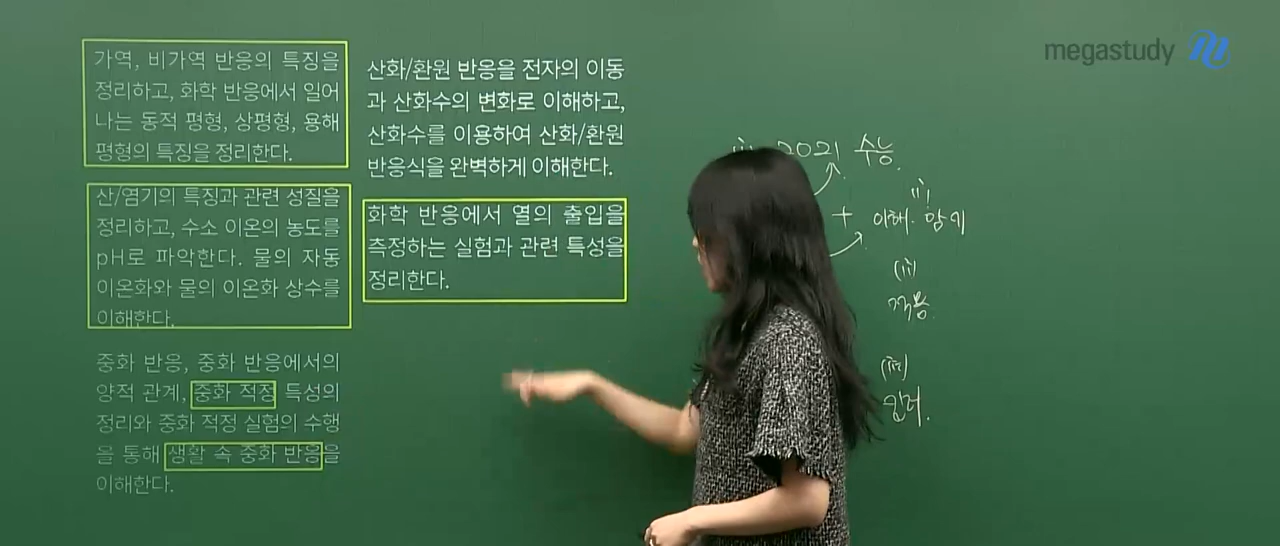 가역, 비가역 반응의 특징을
정리하고, 화학 반응에서 일어
나는 동적 평형, 상평형, 용해
평형의 특징을 정리한다.
산/염기의 특징과 관련 성질을
정리하고, 수소 이온의 농도를
pH로 파악한다. 물의 자동
이온화와 물의 이온화 상수를
이해한다.
중화 반응, 중화 반응에서의
양적 관계, 중화 적정 특성의
정리와 중화 적정 실험의 수행
을 통해 생활 속 중화 반응을
이해한다.
산화/환원 반응을 전자의 이동
과 산화수의 변화로 이해하고,
산화수를 이용하여 산화/환원
반응식을 완벽하게 이해한다.
화학 반응에서 열의 출입을
측정하는 실험과 관련 특성을
정리한다.
megastudy
2021 수능.
+ 이해. 암기
(ii)
적용.
(iii)
킬러.